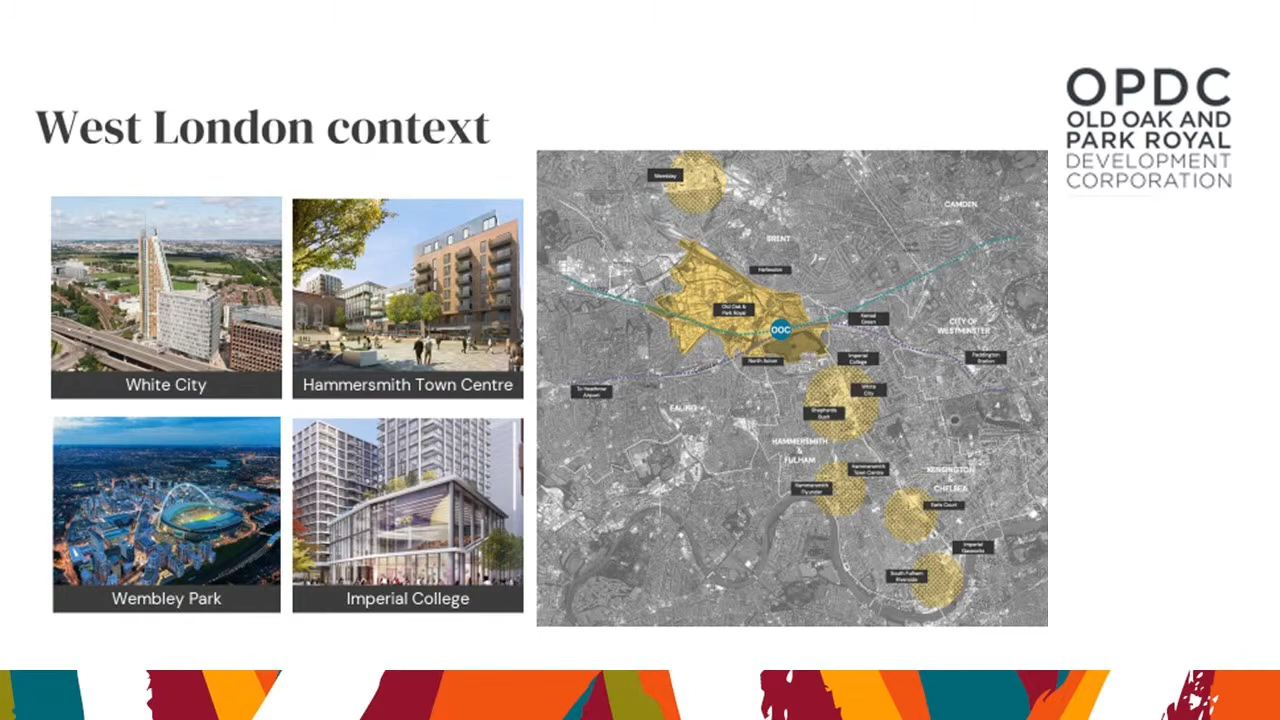 West London context
OPDC
OLD OAK AND
PARK ROYAL
DEVELOPMENT
CORPORATION
White City
Hammersmith Town Centre
Wembley Park
Imperial College
Wembley
CAMDEN
BRENT
Harlesden
Old Oak &
Park Royal
OOC
Kensal
Green
CITY OF
WESTMINSTER
North Acton
Imperial
College
Paddington
Station
To Heathrow
Airport
White
City
EALING
Shepherds
Bush
HAMMERSMITH
&
FULHAM
Hammersmith
Town Centre
KENSINGTON
CHELSEA
Hammersmith
Flyunder
Earls Court
Imperial
Gasworks
South Fulham
Riverside